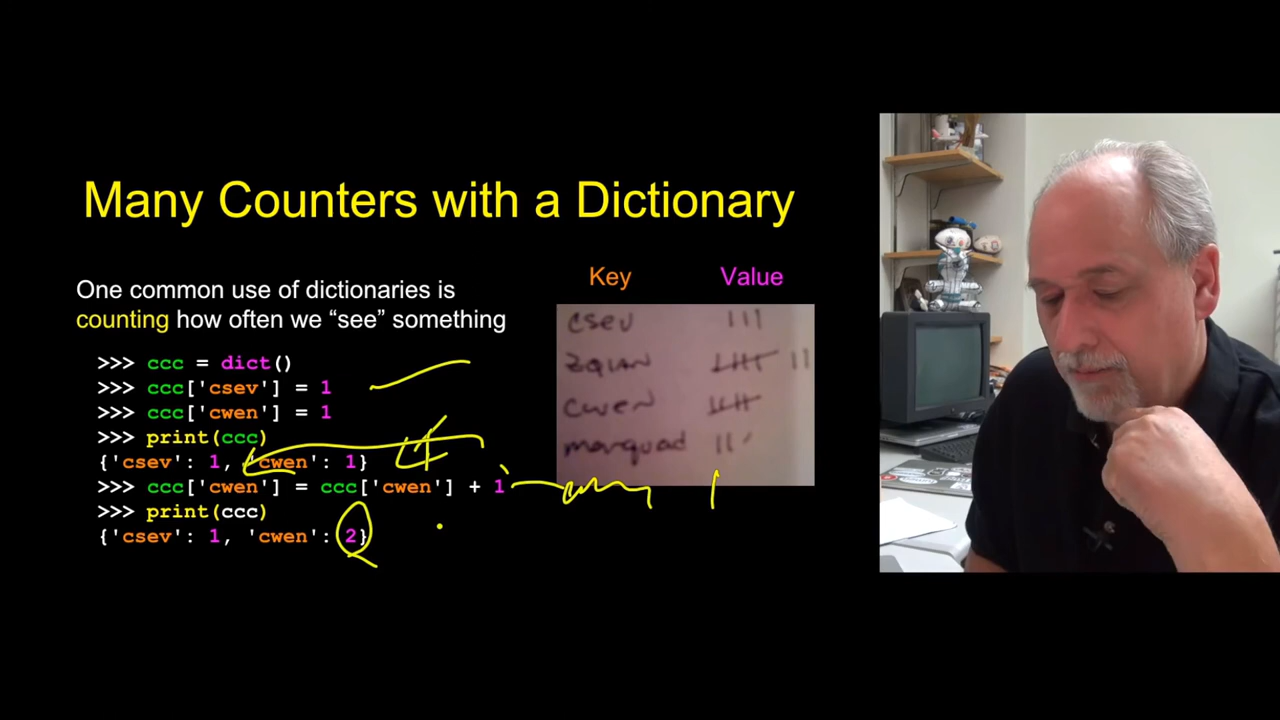 Many Counters with a Dictionary
One common use of dictionaries is
counting how often we “see” something
>>> ccc = dict()
>>> ccc['csev'] = 1
>>> ccc['cwen'] = 1
>>> print(ccc)
{'csev': 1, 'cwen': 1}
>>> ccc['cwen'] = ccc['cwen'] + 1
>>> print(ccc)
{'csev': 1, 'cwen': 2}
Key Value
csev
zqian
cwen
marquad